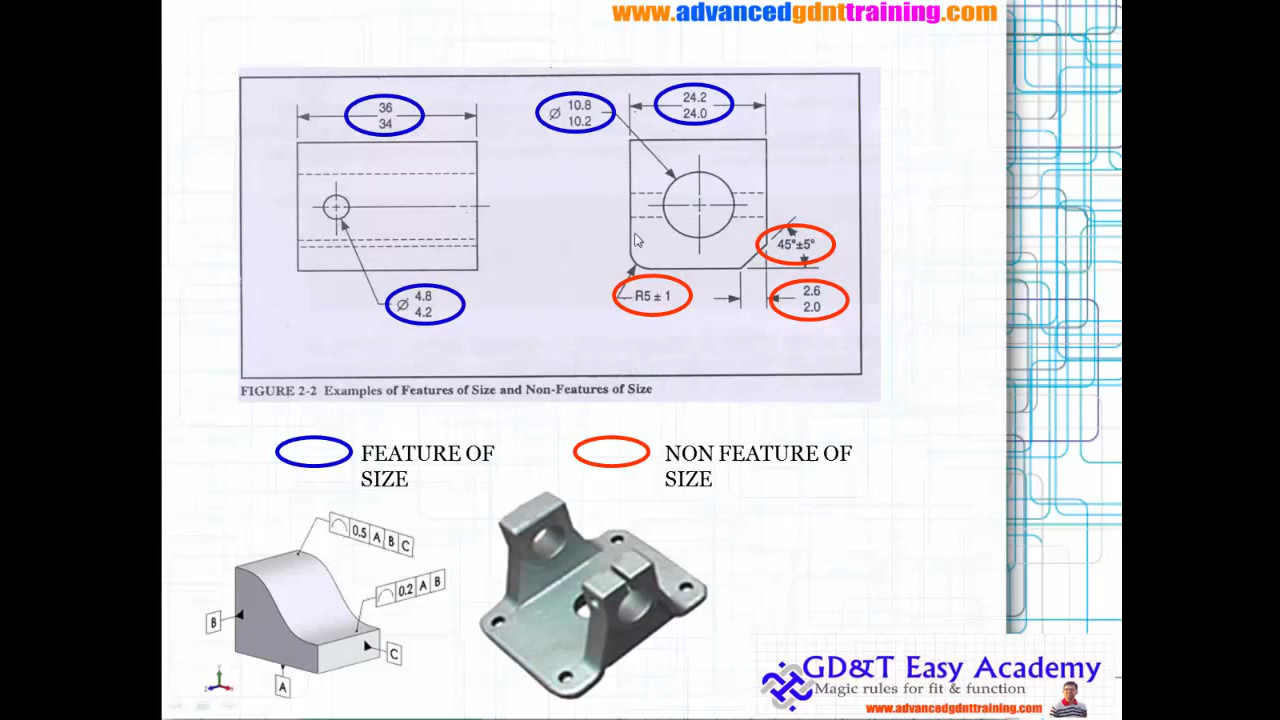 www.advancedgdnttraining.com
36
34
Ø 10.8
10.2
24.2
24.0
45°±5°
Ø 4.8
4.2
R5 ± 1
2.6
2.0
FIGURE 2-2 Examples of Features of Size and Non-Features of Size
FEATURE OF
SIZE
NON FEATURE OF
SIZE
0.5 A B C
0.2 A B
B
C
A
GD&T Easy Academy
Magic rules for fit & function
www.advancedgdnttraining.com